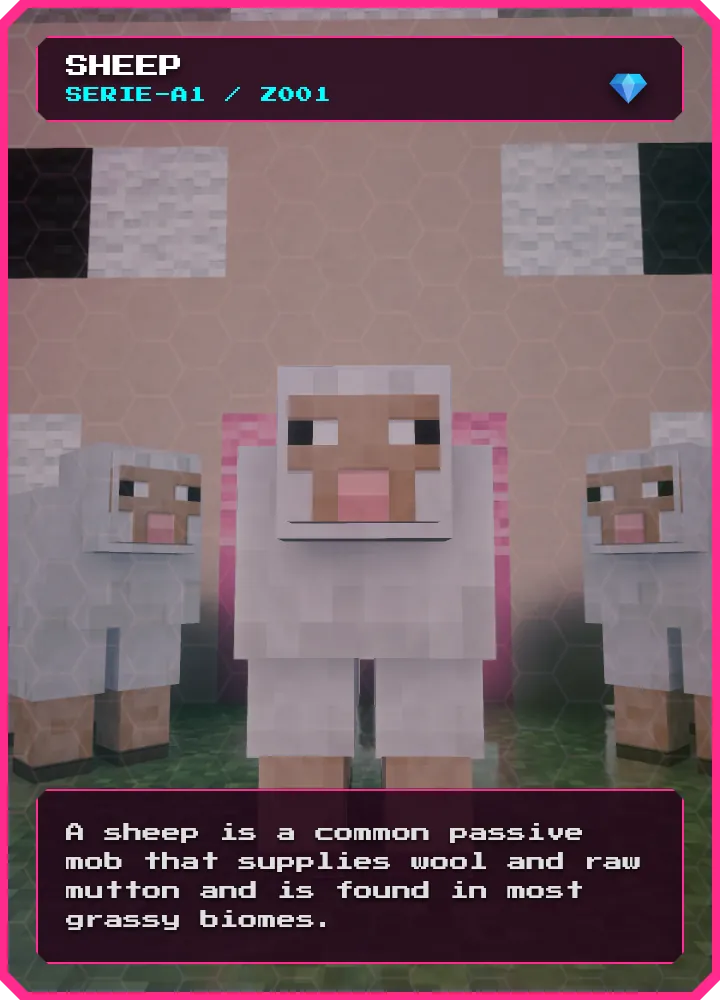 SHEEP
SERIE-A1 / Z001
A sheep is a common passive
mob that supplies wool and raw
mutton and is found in most
grassy biomes.